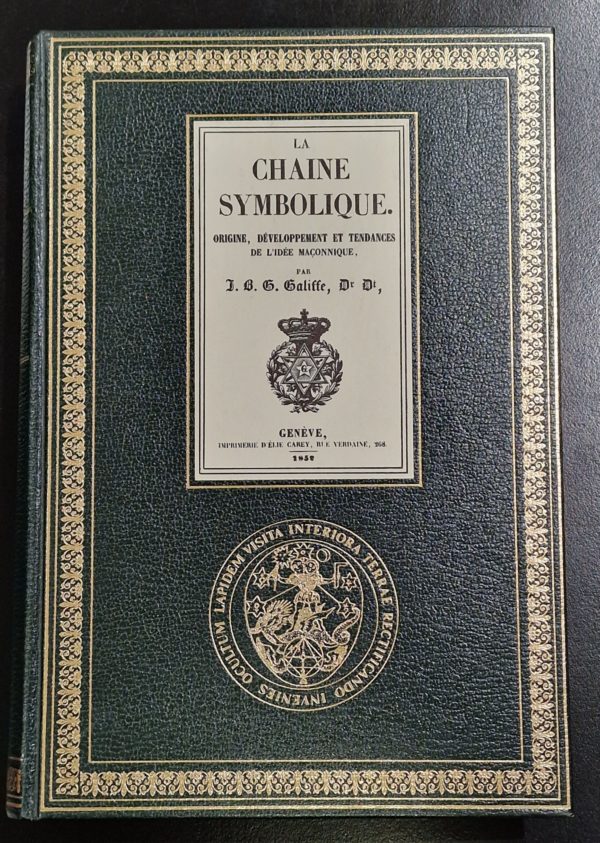 LA
CHAINE
SYMBOLIQUE.
ORIGINE, DÉVELOPPEMENT ET TENDANCES
DE L'IDÉE MAÇONNIQUE,
PAR
J. B. G. Galiffe, Dr Dt,
GENÈVE,
IMPRIMERIE D'ÉLIE CAREY, RUE VERDAINE, 268.
1852
VISITA INTERIORA TERRAE RECTIFICANDO INVENIES OCULTUM LAPIDEM